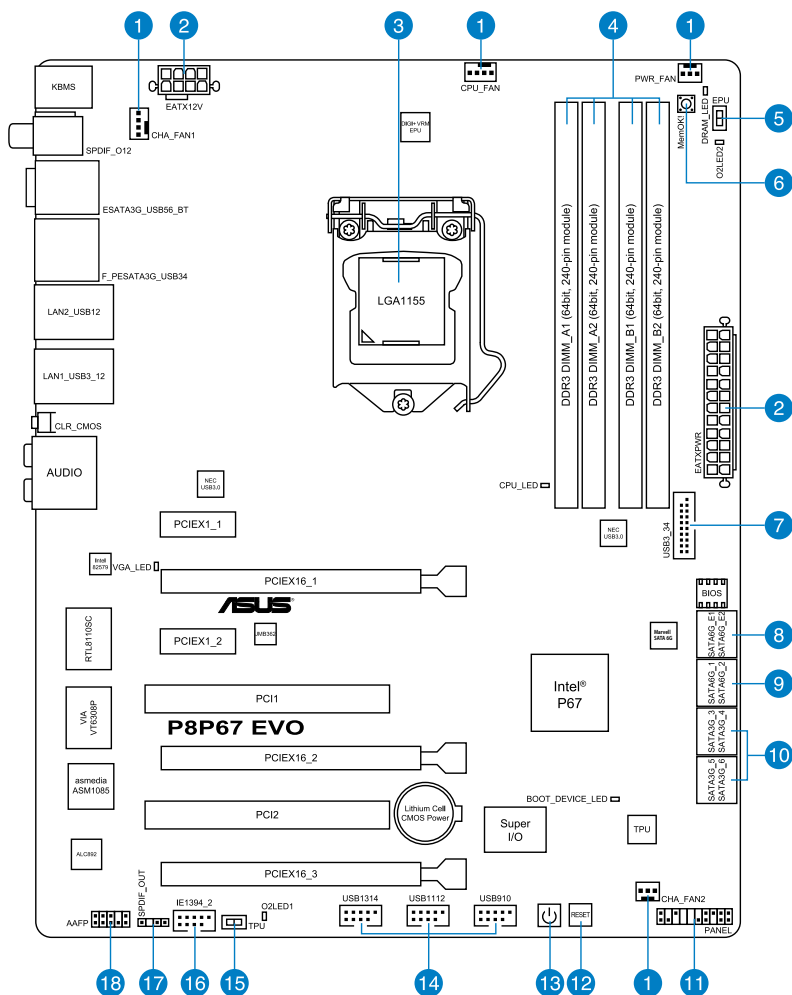 1
2
3
1
4
1
KBMS
EATX12V
CPU_FAN
PWR_FAN
CHA_FAN1
DIGI+ VRM
EPU
MemOK!
DRAM_LED
EPU
5
SPDIF_O12
O2LED2
6
ESATA3G_USB56_BT
F_PESATA3G_USB34
LGA1155
DDR3 DIMM_A1 (64bit, 240-pin module)
DDR3 DIMM_A2 (64bit, 240-pin module)
DDR3 DIMM_B1 (64bit, 240-pin module)
DDR3 DIMM_B2 (64bit, 240-pin module)
LAN2_USB12
LAN1_USB3_12
EATXPWR
2
CLR_CMOS
AUDIO
NEC
USB3.0
CPU_LED
PCIEX1_1
NEC
USB3.0
USB3_34
7
Intel
82579
VGA_LED
PCIEX16_1
ASUS
BIOS
RTL8110SC
PCIEX1_2
JMB362
Marvell
SATA 6G
SATA6G_E1
SATA6G_E2
8
Intel®
P67
SATA6G_1
SATA6G_2
9
PCI1
VIA
VT6308P
P8P67 EVO
SATA3G_3
SATA3G_4
10
PCIEX16_2
asmedia
ASM1085
SATA3G_5
SATA3G_6
PCI2
Lithium Cell
CMOS Power
BOOT_DEVICE_LED
Super
I/O
TPU
ALC892
PCIEX16_3
AAFP
SPDIF_OUT
IE1394_2
TPU
O2LED1
USB1314
USB1112
USB910
RESET
CHA_FAN2
PANEL
18
17
16
15
14
13
12
1
11